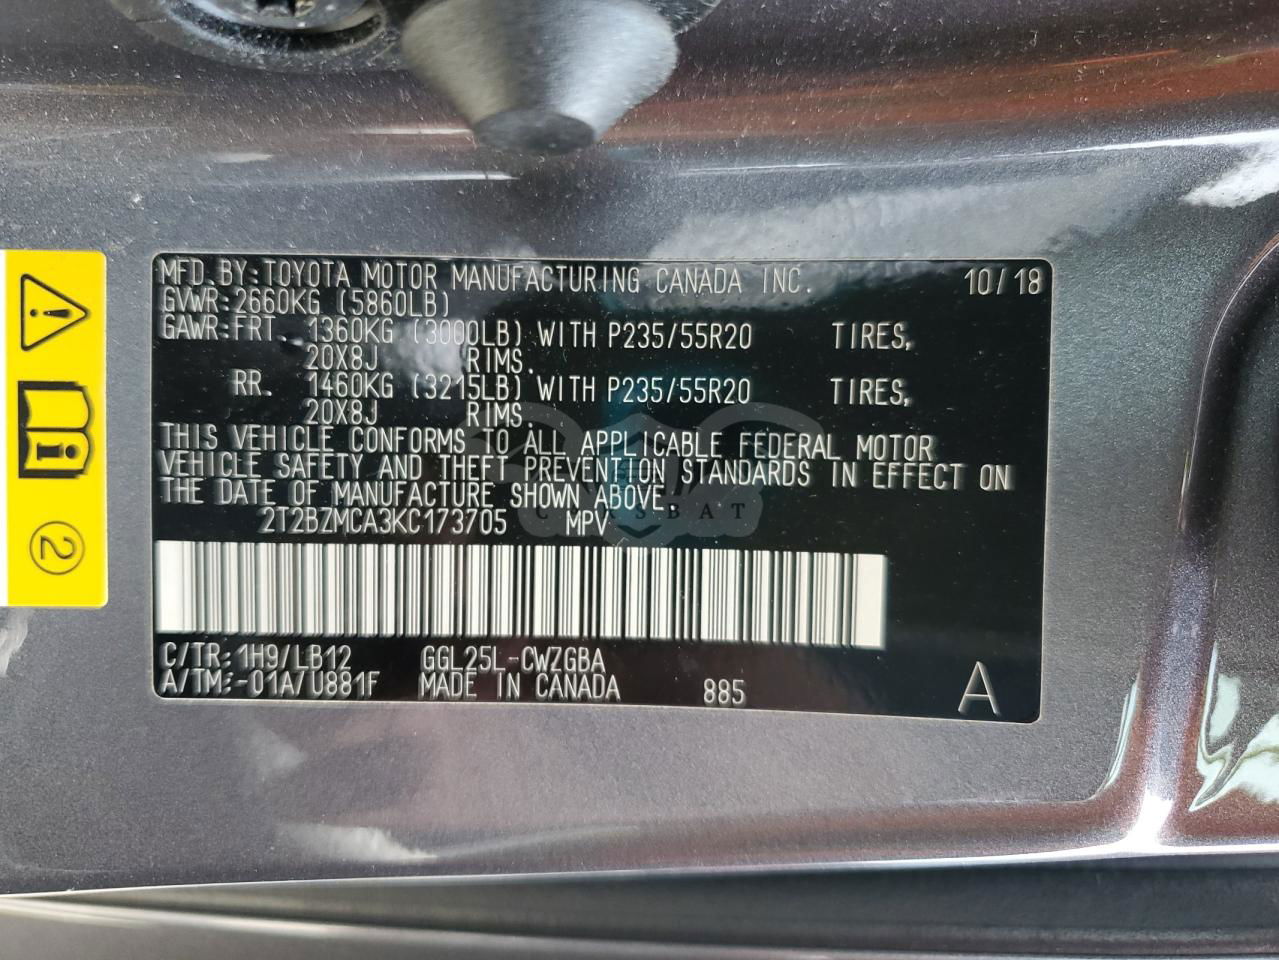 MFD.BY:TOYOTA MOTOR MANUFACTURING CANADA INC. 10/18
GVWR:2660KG (5860LB)
GAWR:FRT. 1360KG (3000LB) WITH P235/55R20 TIRES,
20X8J RIMS.
RR. 1460KG (3215LB) WITH P235/55R20 TIRES,
20X8J RIMS.
THIS VEHICLE CONFORMS TO ALL APPLICABLE FEDERAL MOTOR
VEHICLE SAFETY AND THEFT PREVENTION STANDARDS IN EFFECT ON
THE DATE OF MANUFACTURE SHOWN ABOVE.
2T2BZMCA3KC173705 MPV
C/TR:1H9/LB12 GGL25L-CWZGBA
A/TM:-01A/U881F MADE IN CANADA 885 A
2